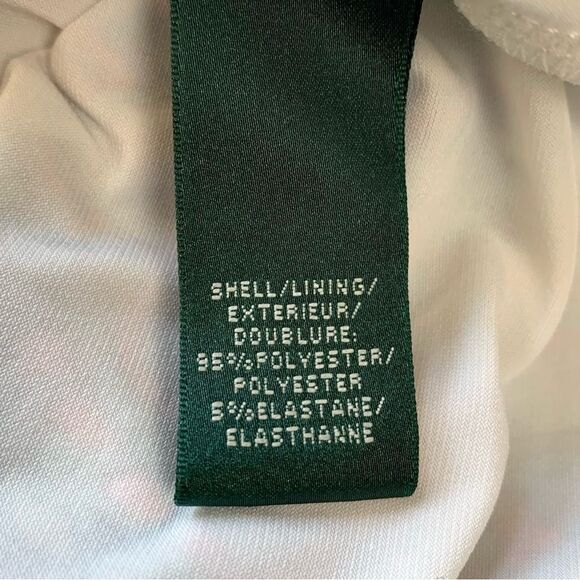 SHELL/LINING/
EXTERIEUR/
DOUBLURE:
95%POLYESTER/
POLYESTER
5%ELASTANE/
ELASTHANNE